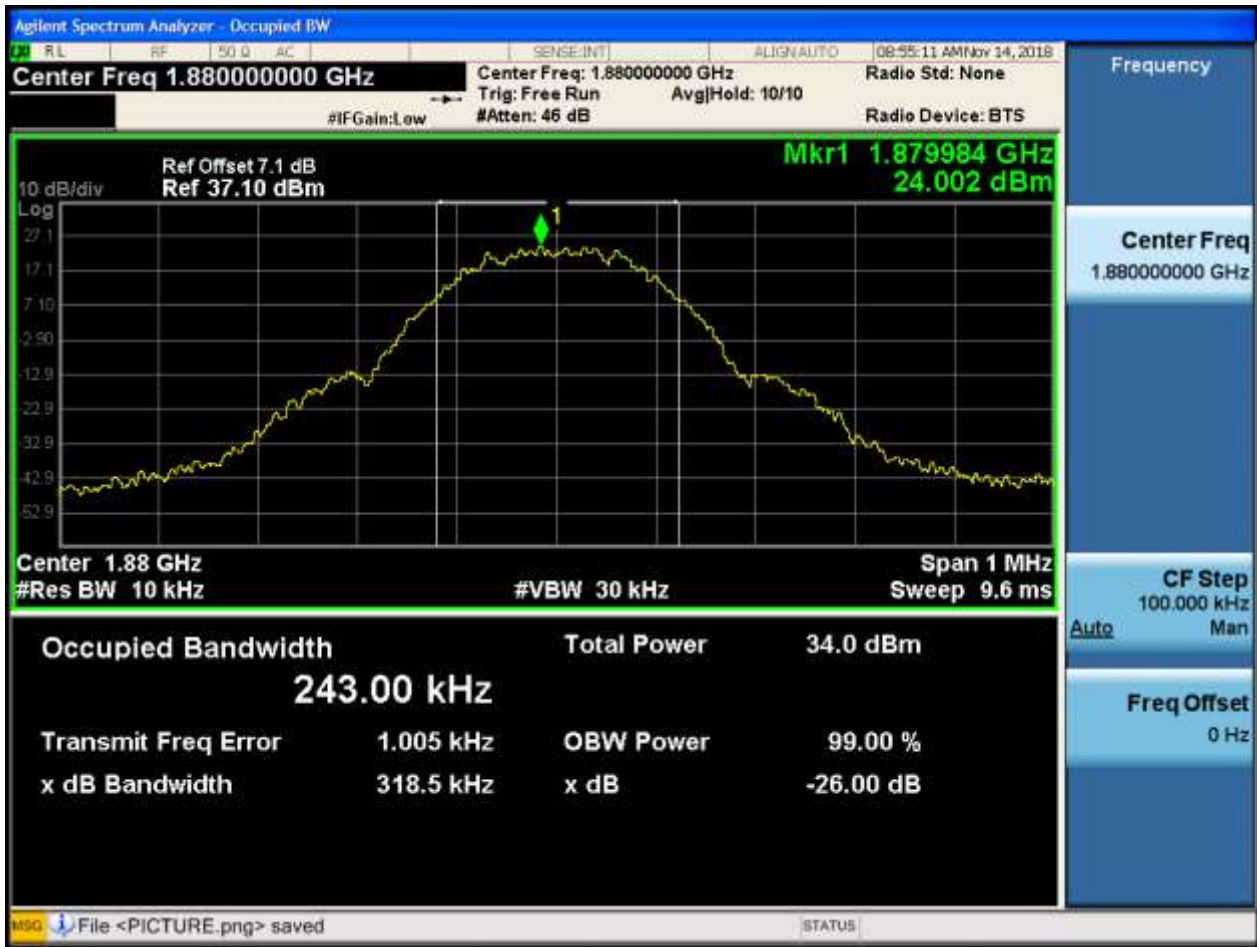 Agilent Spectrum Analyzer - Occupied BW
RL RF 50 Ω AC SENSE:INT ALIGN AUTO 08:55:11 AM Nov 14, 2018
Center Freq 1.880000000 GHz
Center Freq: 1.880000000 GHz
Radio Std: None
Trig: Free Run Avg|Hold: 10/10
#IFGain:Low
#Atten: 46 dB
Radio Device: BTS
Mkr1 1.879984 GHz
24.002 dBm
Ref Offset 7.1 dB
10 dB/div Ref 37.10 dBm
Log
1
27.1
17.1
7.10
-2.90
-12.9
-22.9
-32.9
-42.9
-52.9
Center 1.88 GHz Span 1 MHz
#Res BW 10 kHz #VBW 30 kHz Sweep 9.6 ms
Occupied Bandwidth Total Power 34.0 dBm
243.00 kHz
Transmit Freq Error 1.005 kHz OBW Power 99.00 %
x dB Bandwidth 318.5 kHz x dB -26.00 dB
Frequency
Center Freq
1.880000000 GHz
CF Step
100.000 kHz
Auto Man
Freq Offset
0 Hz
MSG File <PICTURE.png> saved STATUS